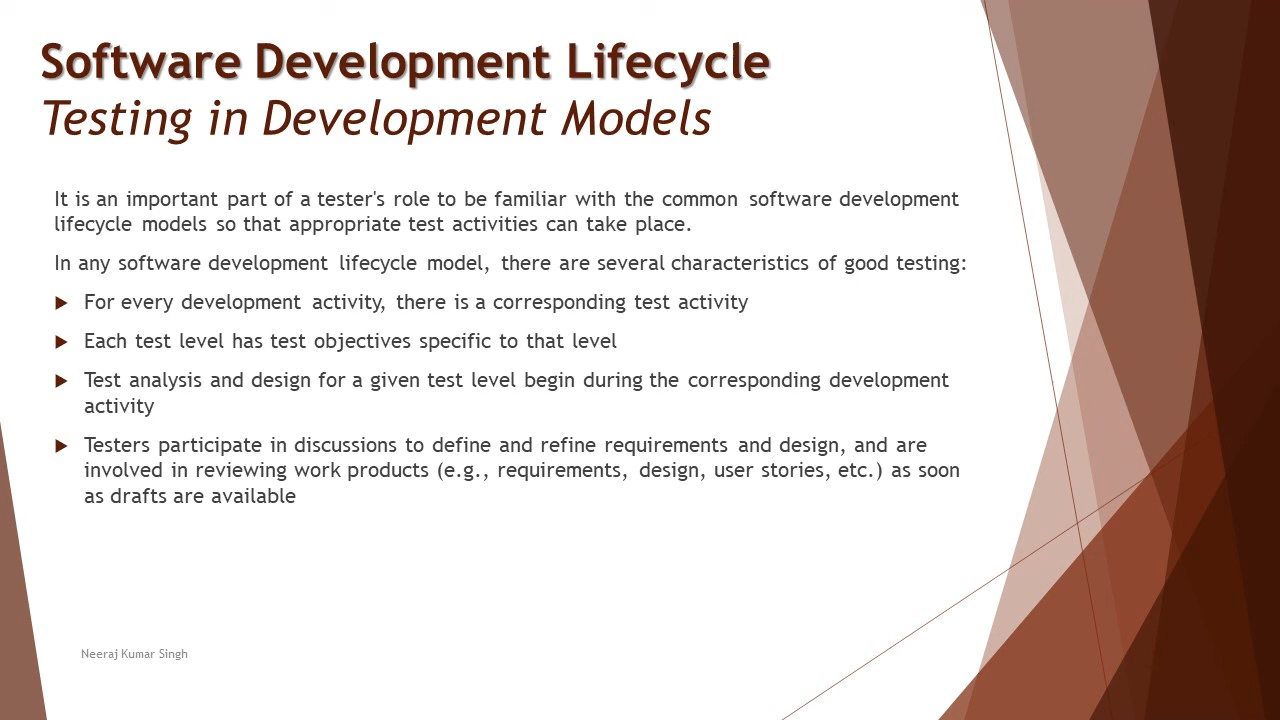 Software Development Lifecycle
Testing in Development Models
It is an important part of a tester's role to be familiar with the common software development
lifecycle models so that appropriate test activities can take place.
In any software development lifecycle model, there are several characteristics of good testing:
For every development activity, there is a corresponding test activity
Each test level has test objectives specific to that level
Test analysis and design for a given test level begin during the corresponding development
activity
Testers participate in discussions to define and refine requirements and design, and are
involved in reviewing work products (e.g., requirements, design, user stories, etc.) as soon
as drafts are available
Neeraj Kumar Singh